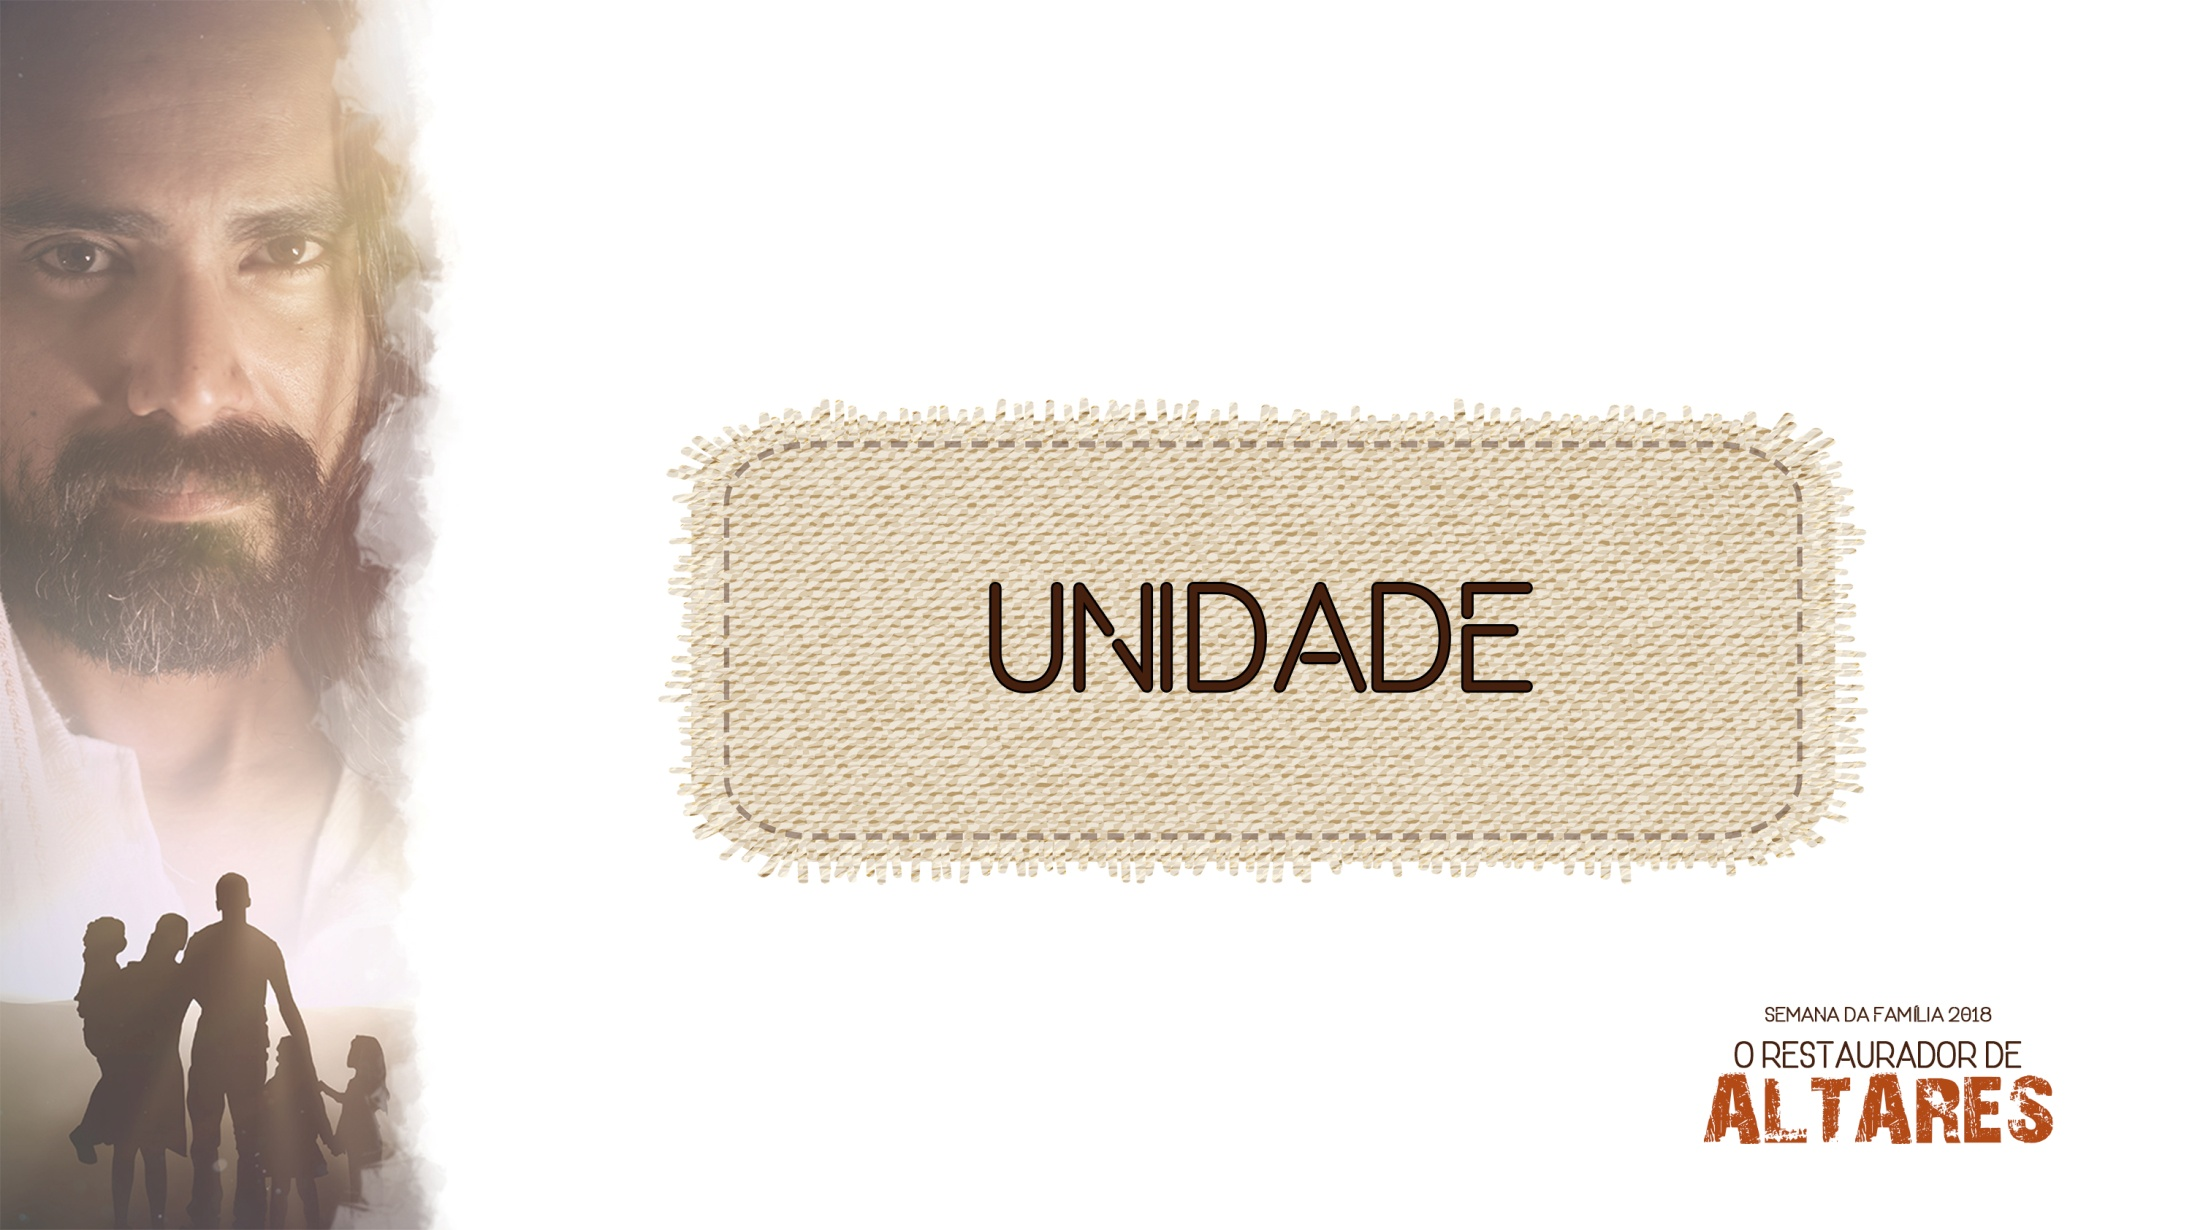 UNIDADE
SEMANA DA FAMÍLIA 2018
O RESTAURADOR DE
ALTARES